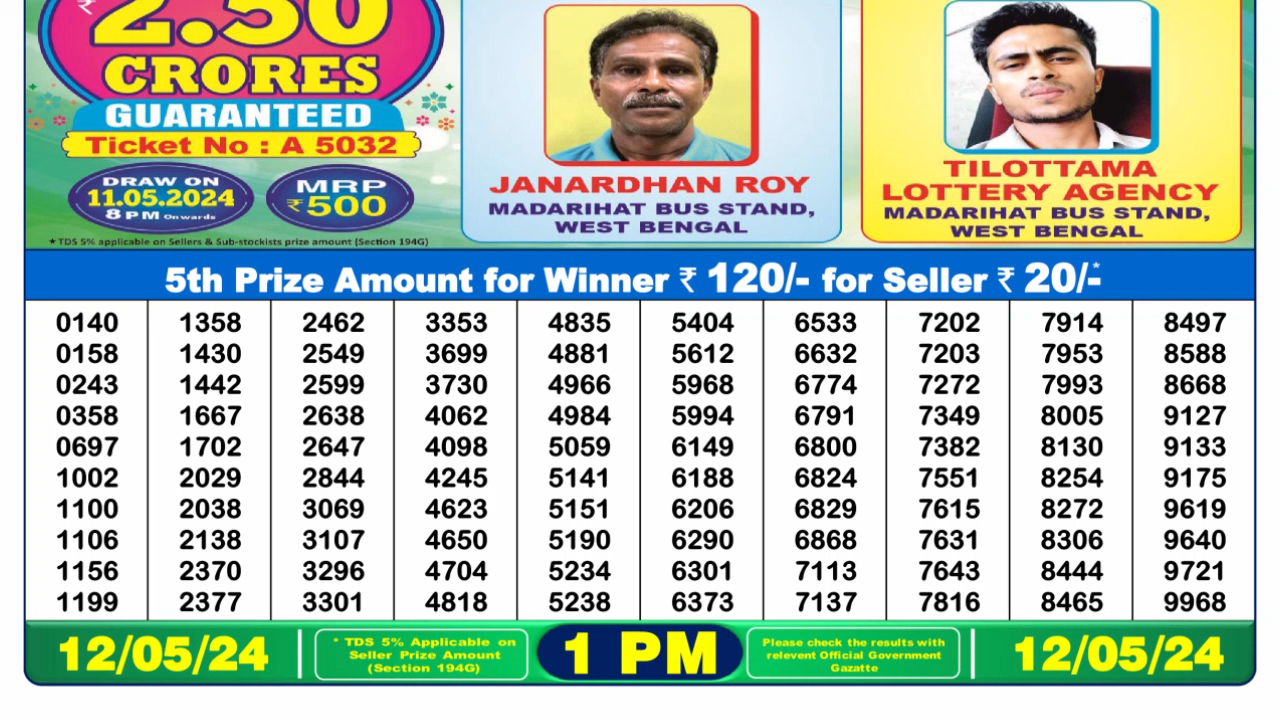 ₹ 2.50
CRORES
GUARANTEED
Ticket No : A 5032
DRAW ON
11.05.2024
8 PM Onwards
MRP
₹500
★TDS 5% applicable on Sellers & Sub-stockists prize amount (Section 194G)
JANARDHAN ROY
MADARIHAT BUS STAND,
WEST BENGAL
TILOTTAMA
LOTTERY AGENCY
MADARIHAT BUS STAND,
WEST BENGAL
5th Prize Amount for Winner ₹ 120/- for Seller ₹ 20/-*
0140 1358 2462 3353 4835 5404 6533 7202 7914 8497
0158 1430 2549 3699 4881 5612 6632 7203 7953 8588
0243 1442 2599 3730 4966 5968 6774 7272 7993 8668
0358 1667 2638 4062 4984 5994 6791 7349 8005 9127
0697 1702 2647 4098 5059 6149 6800 7382 8130 9133
1002 2029 2844 4245 5141 6188 6824 7551 8254 9175
1100 2038 3069 4623 5151 6206 6829 7615 8272 9619
1106 2138 3107 4650 5190 6290 6868 7631 8306 9640
1156 2370 3296 4704 5234 6301 7113 7643 8444 9721
1199 2377 3301 4818 5238 6373 7137 7816 8465 9968
12/05/24
* TDS 5% Applicable on
Seller Prize Amount
(Section 194G)
1 PM
Please check the results with
relevent Official Government
Gazatte
12/05/24